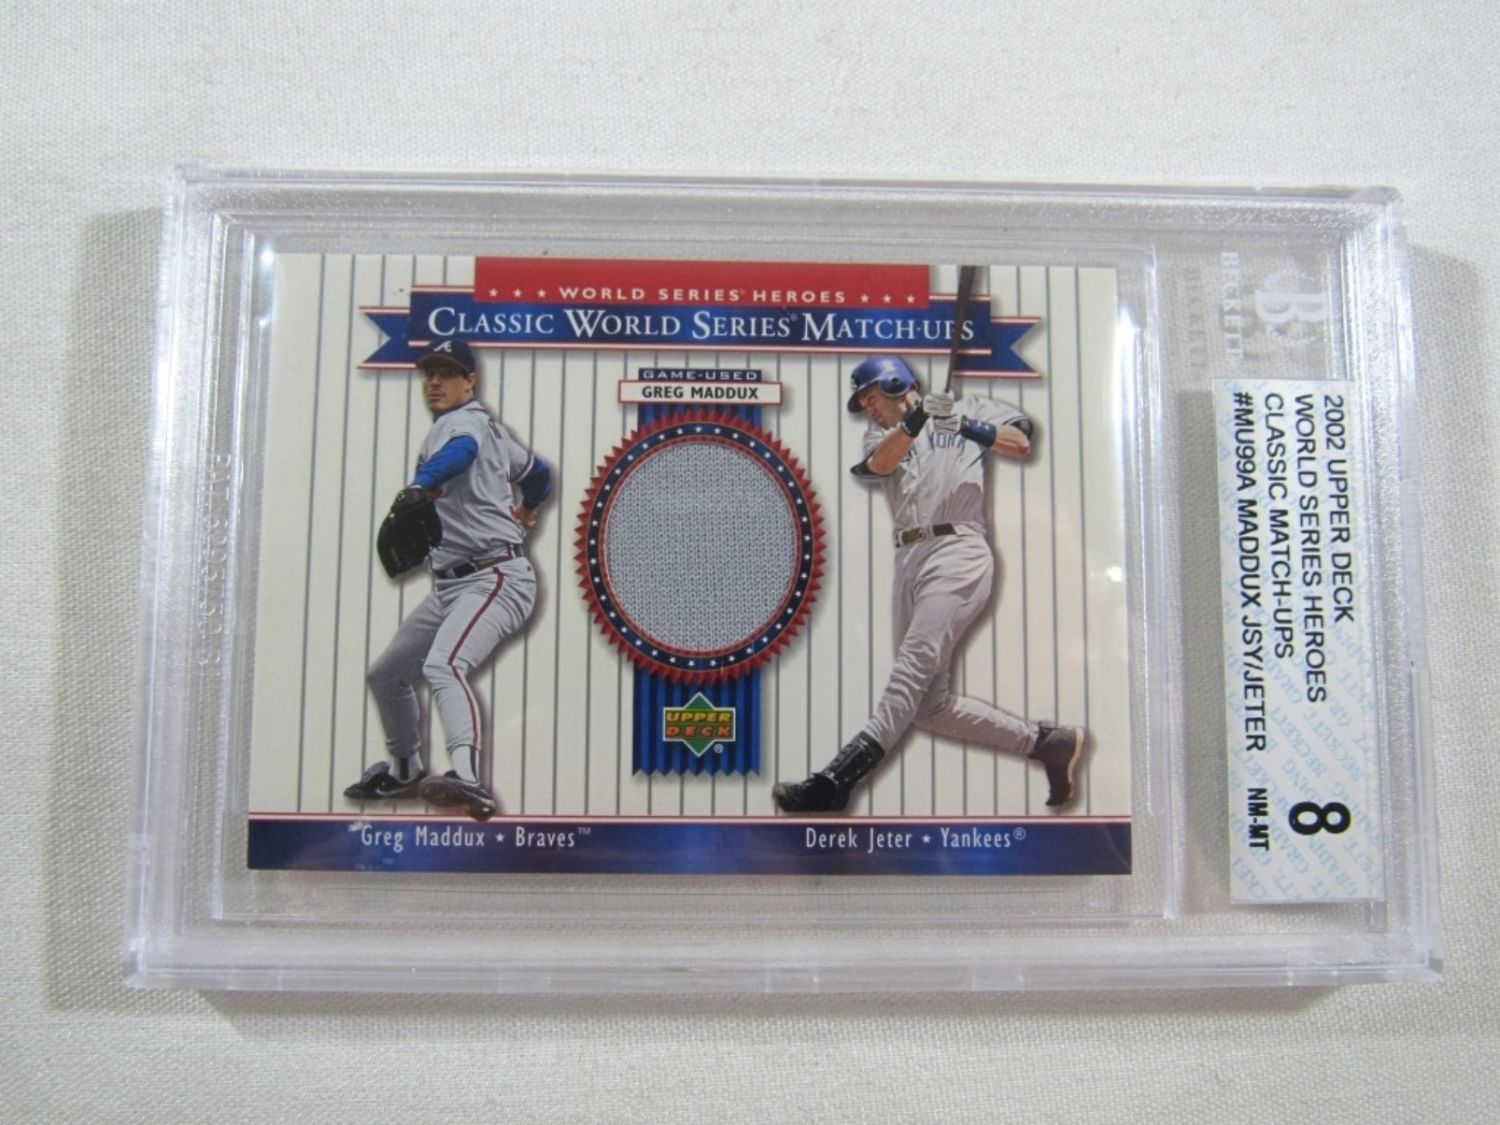 ★ ★ ★ WORLD SERIES® HEROES ★ ★ ★
CLASSIC WORLD SERIES® MATCH-UPS
GAME-USED
GREG MADDUX
UPPER
DECK
®
Greg Maddux ★ Braves™
Derek Jeter ★ Yankees®
2002 UPPER DECK
WORLD SERIES HEROES
CLASSIC MATCH-UPS
#MU99A MADDUX JSY/JETER
8
NM-MT